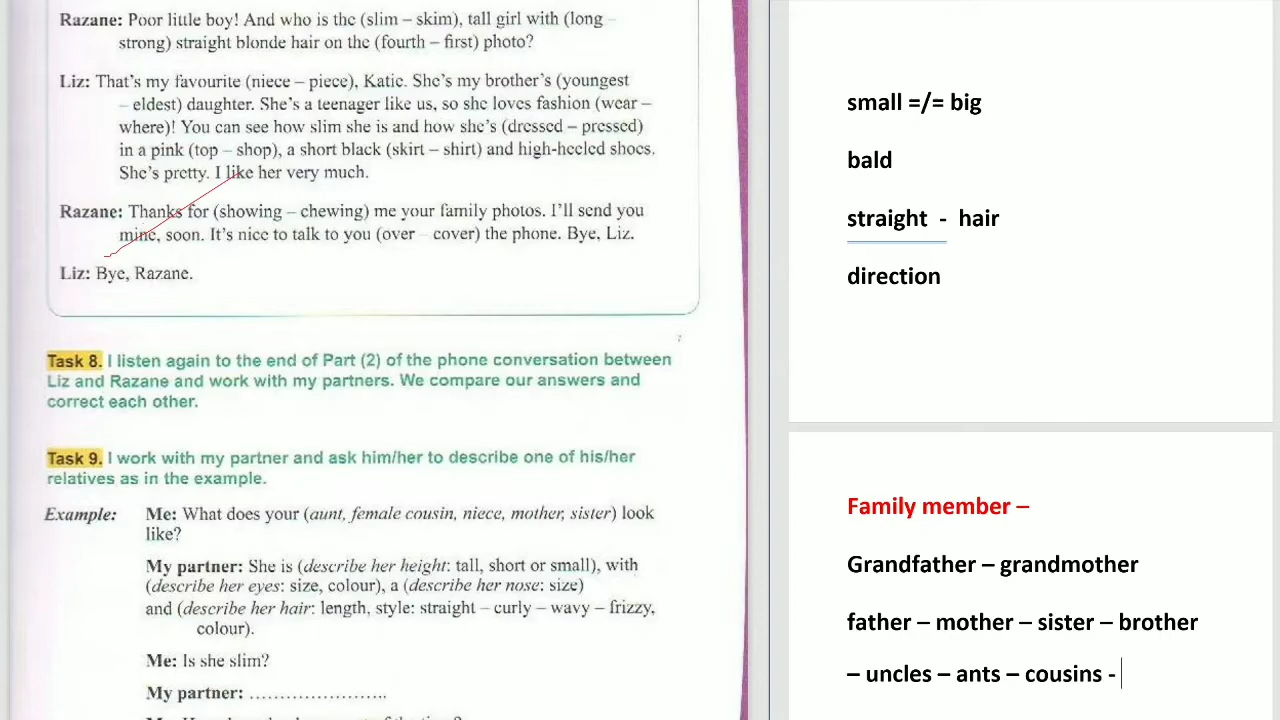 Razane: Poor little boy! And who is the (slim – skim), tall girl with (long –
strong) straight blonde hair on the (fourth – first) photo?
Liz: That's my favourite (niece – piece), Katie. She's my brother's (youngest
– eldest) daughter. She's a teenager like us, so she loves fashion (wear –
where)! You can see how slim she is and how she's (dressed – pressed)
in a pink (top – shop), a short black (skirt – shirt) and high-heeled shoes.
She's pretty. I like her very much.
Razane: Thanks for (showing – chewing) me your family photos. I'll send you
mine, soon. It's nice to talk to you (over – cover) the phone. Bye, Liz.
Liz: Bye, Razane.
Task 8. I listen again to the end of Part (2) of the phone conversation between
Liz and Razane and work with my partners. We compare our answers and
correct each other.
Task 9. I work with my partner and ask him/her to describe one of his/her
relatives as in the example.
Example: Me: What does your (aunt, female cousin, niece, mother, sister) look
like?
My partner: She is (describe her height: tall, short or small), with
(describe her eyes: size, colour), a (describe her nose: size)
and (describe her hair: length, style: straight – curly – wavy – frizzy,
colour).
Me: Is she slim?
My partner: ........................
small =/= big
bald
straight - hair
direction
Family member –
Grandfather – grandmother
father – mother – sister – brother
– uncles – ants – cousins -